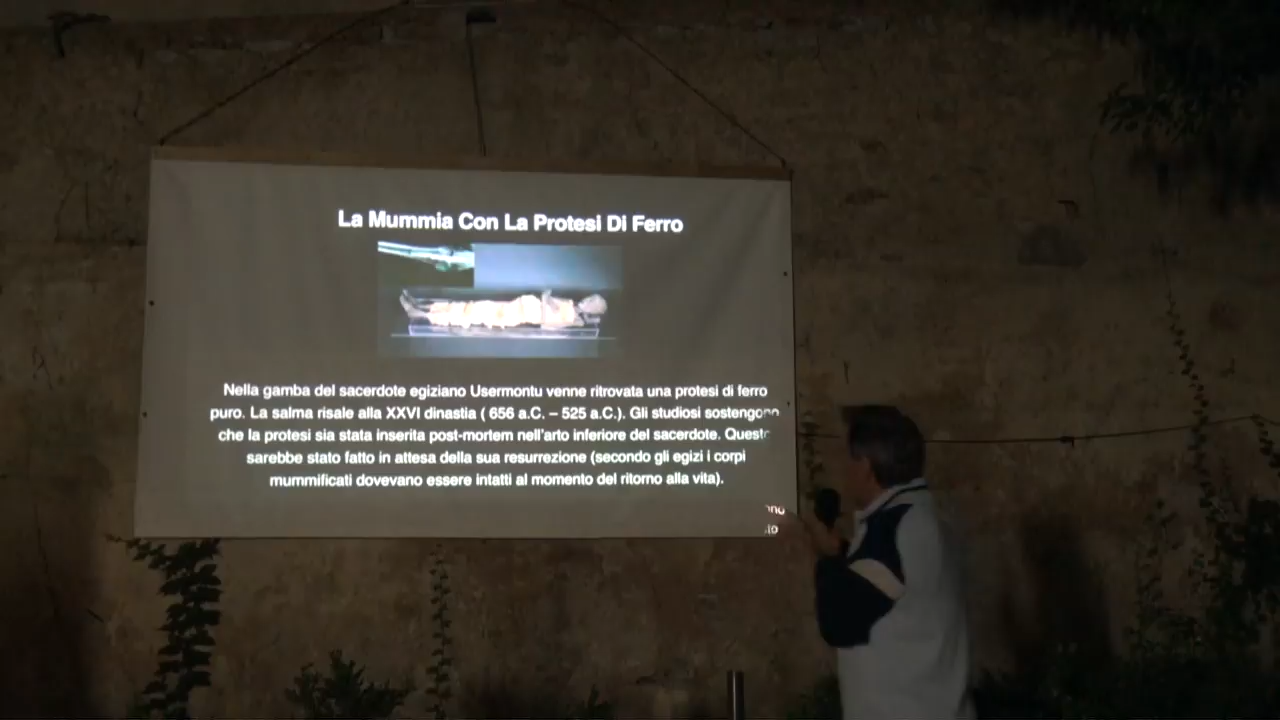 La Mummia Con La Protesi Di Ferro
Nella gamba del sacerdote egiziano Usermontu venne ritrovata una protesi di ferro
puro. La salma risale alla XXVI dinastia ( 656 a.C. – 525 a.C.). Gli studiosi sostengono
che la protesi sia stata inserita post-mortem nell'arto inferiore del sacerdote. Questo
sarebbe stato fatto in attesa della sua resurrezione (secondo gli egizi i corpi
mummificati dovevano essere intatti al momento del ritorno alla vita).